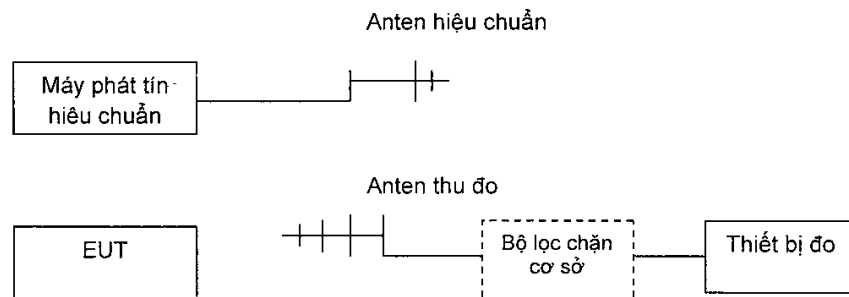 Anten hiệu chuẩn
Máy phát tín
hiêu chuẩn
Anten thu đo
EUT
Bộ lọc chặn
cơ sở
Thiết bị đo